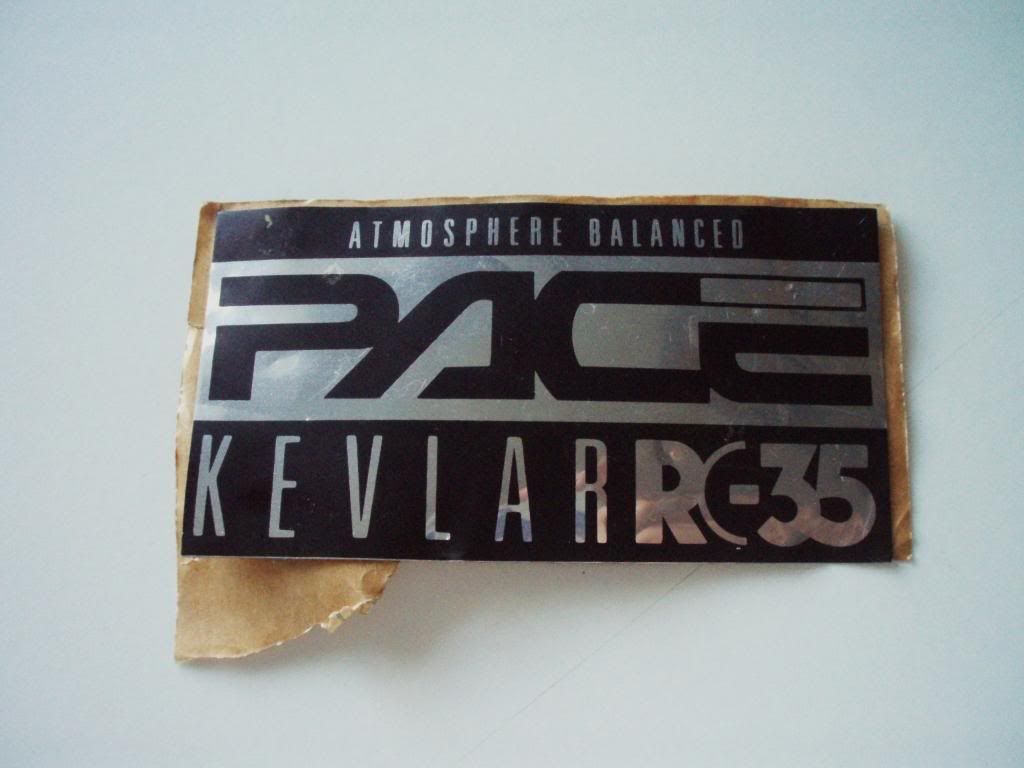 ATMOSPHERE BALANCED
PACE
KEVLAR RC-35